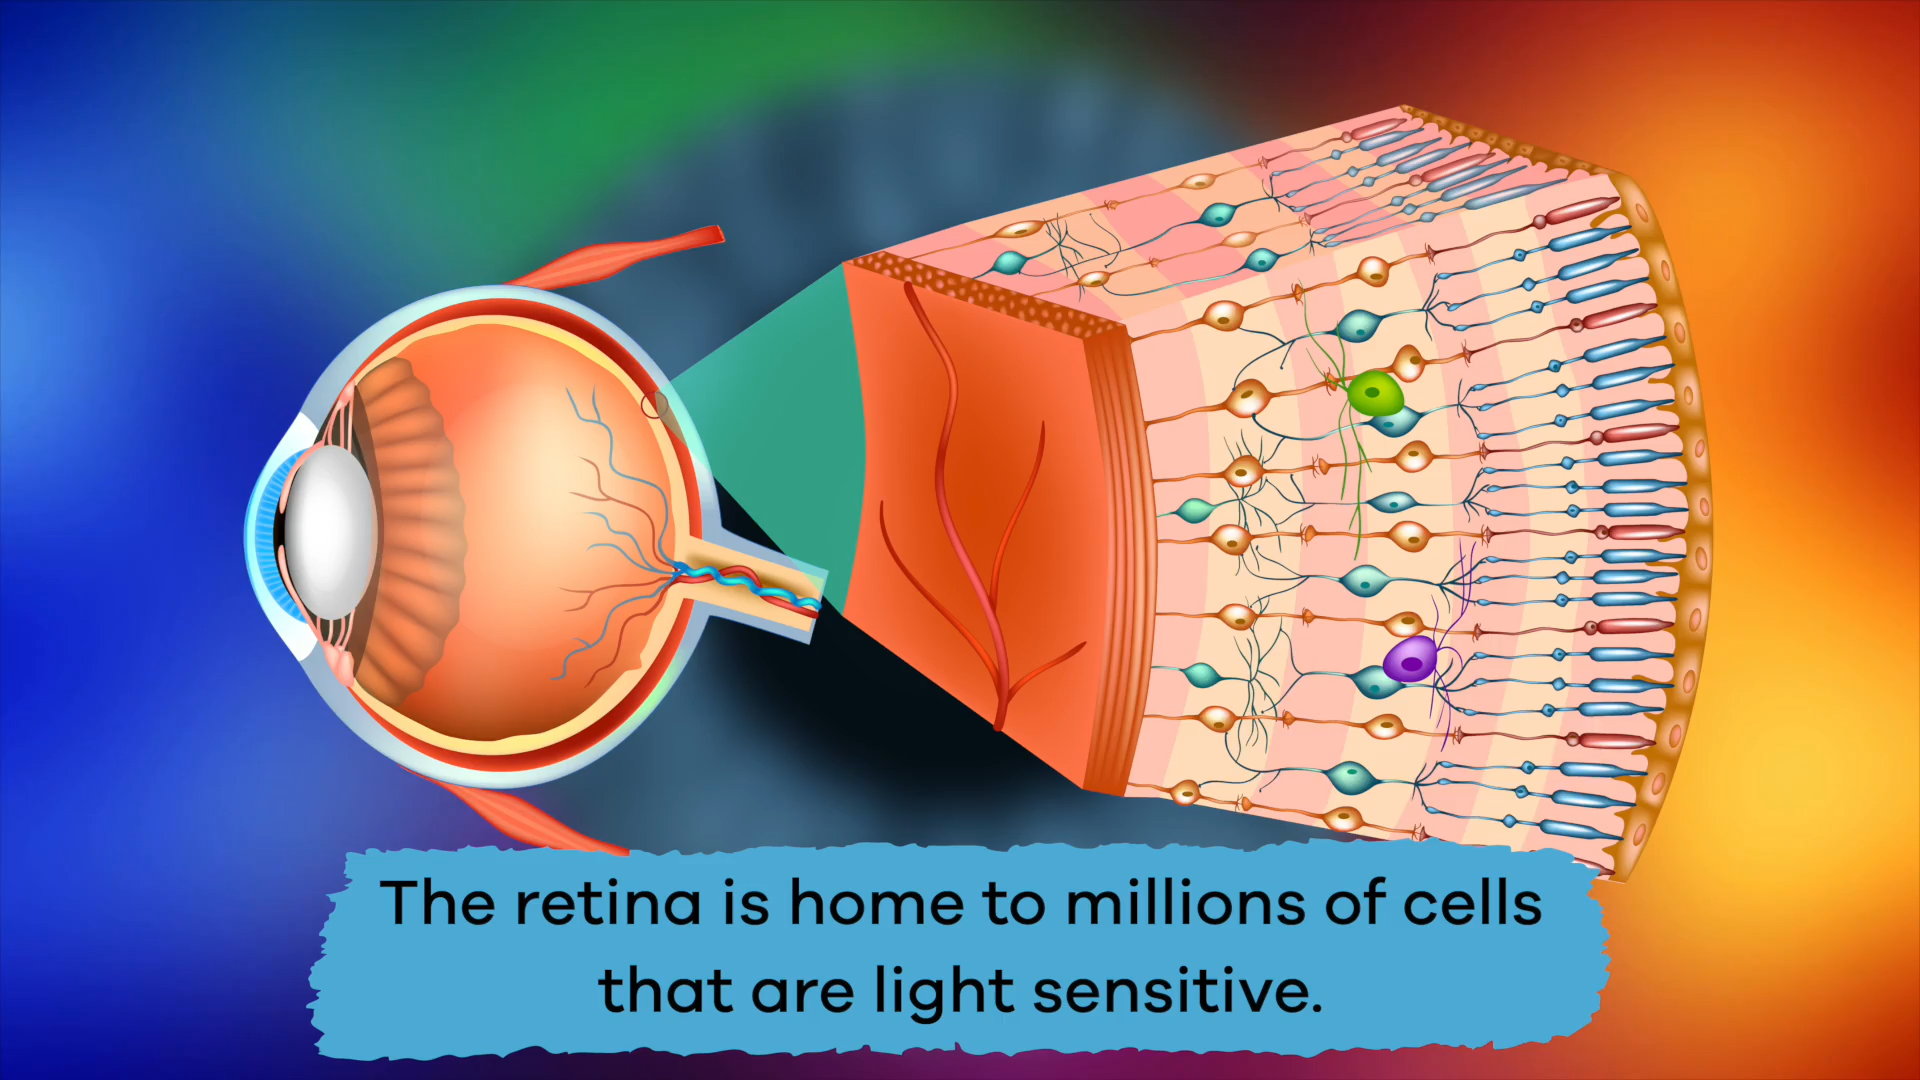 The retina is home to millions of cells
that are light sensitive.